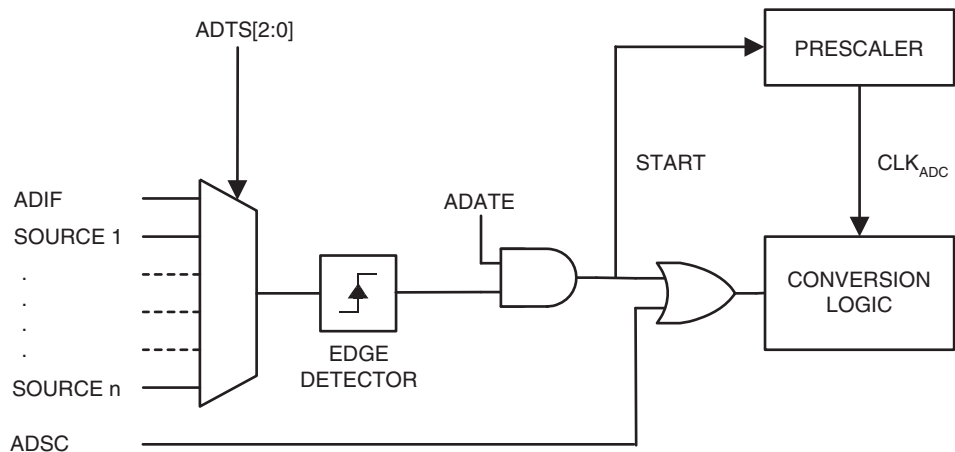 ADTS[2:0]
PRESCALER
START
CLKADC
ADIF
ADATE
SOURCE 1
.
.
.
.
CONVERSION
LOGIC
EDGE
DETECTOR
SOURCE n
ADSC